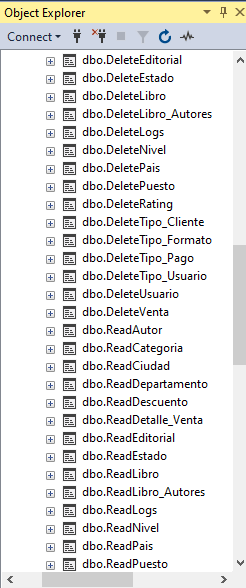 Object Explorer
Connect
dbo.DeleteEditorial
dbo.DeleteEstado
dbo.DeleteLibro
dbo.DeleteLibro_Autores
dbo.DeleteLogs
dbo.DeleteNivel
dbo.DeletePais
dbo.DeletePuesto
dbo.DeleteRating
dbo.DeleteTipo_Cliente
dbo.DeleteTipo_Formato
dbo.DeleteTipo_Pago
dbo.DeleteTipo_Usuario
dbo.DeleteUsuario
dbo.DeleteVenta
dbo.ReadAutor
dbo.ReadCategoria
dbo.ReadCiudad
dbo.ReadDepartamento
dbo.ReadDescuento
dbo.ReadDetalle_Venta
dbo.ReadEditorial
dbo.ReadEstado
dbo.ReadLibro
dbo.ReadLibro_Autores
dbo.ReadLogs
dbo.ReadNivel
dbo.ReadPais
dbo.ReadPuesto